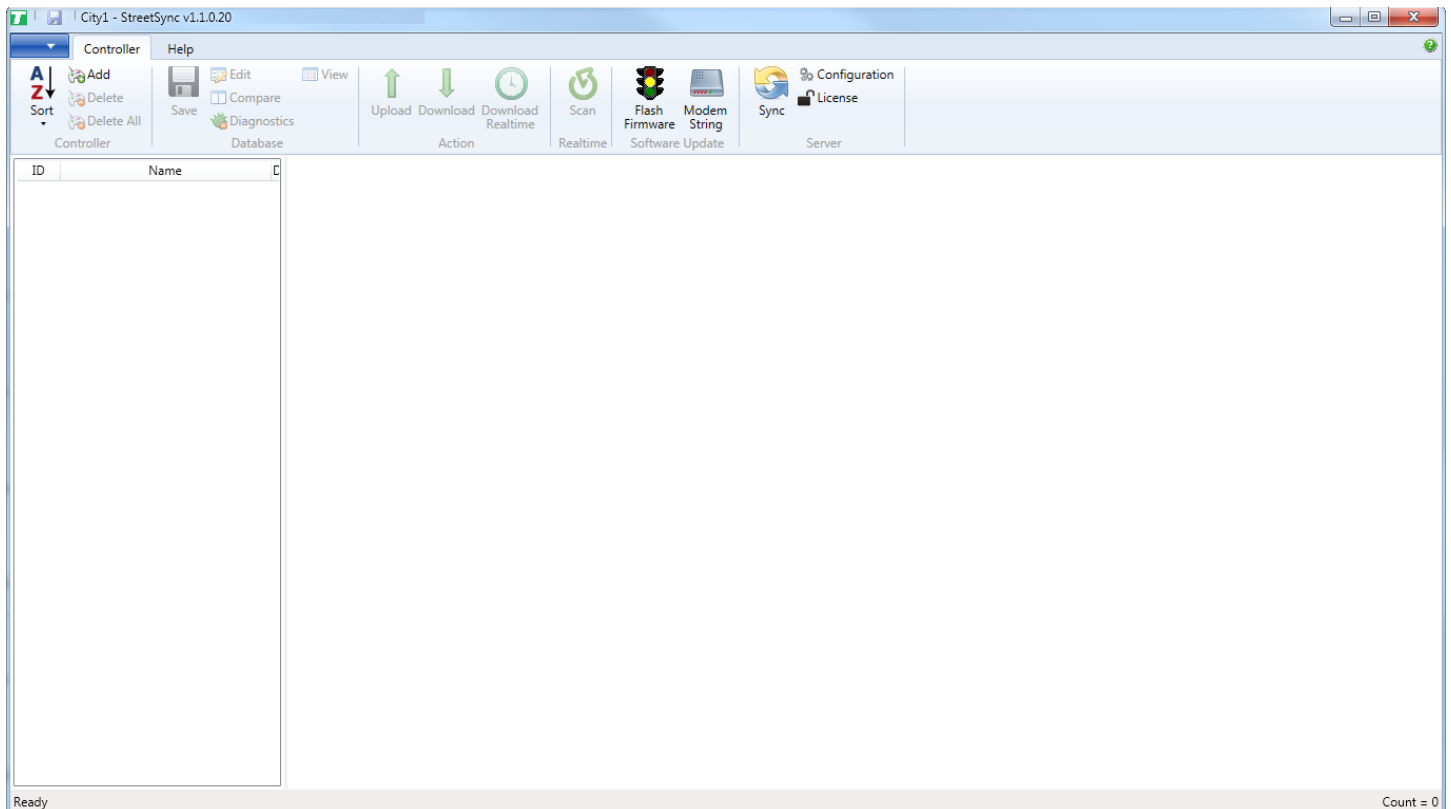 City1 - StreetSync v1.1.0.20
Controller Help
A
Z
Sort
Add
Delete
Delete All
Controller
Save
Edit
Compare
Diagnostics
View
Database
Upload Download Download
Realtime
Action
Scan
Realtime
Flash
Firmware
Modem
String
Software Update
Sync
Configuration
License
Server
ID Name D
Ready Count = 0